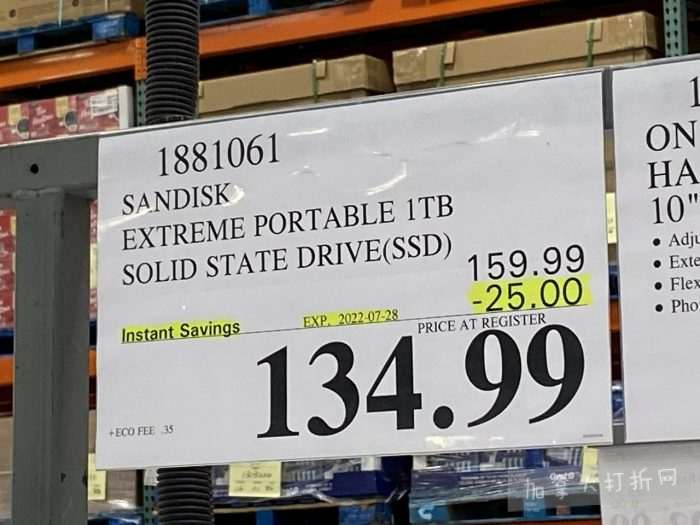 1881061
SANDISK
EXTREME PORTABLE 1TB
SOLID STATE DRIVE(SSD)
159.99
-25.00
Instant Savings
EXP. 2022-07-28
PRICE AT REGISTER
134.99
+ECO FEE .35
1
ON
HA
10"
• Adju
• Exte
• Flex
• Pho
加拿大打折网